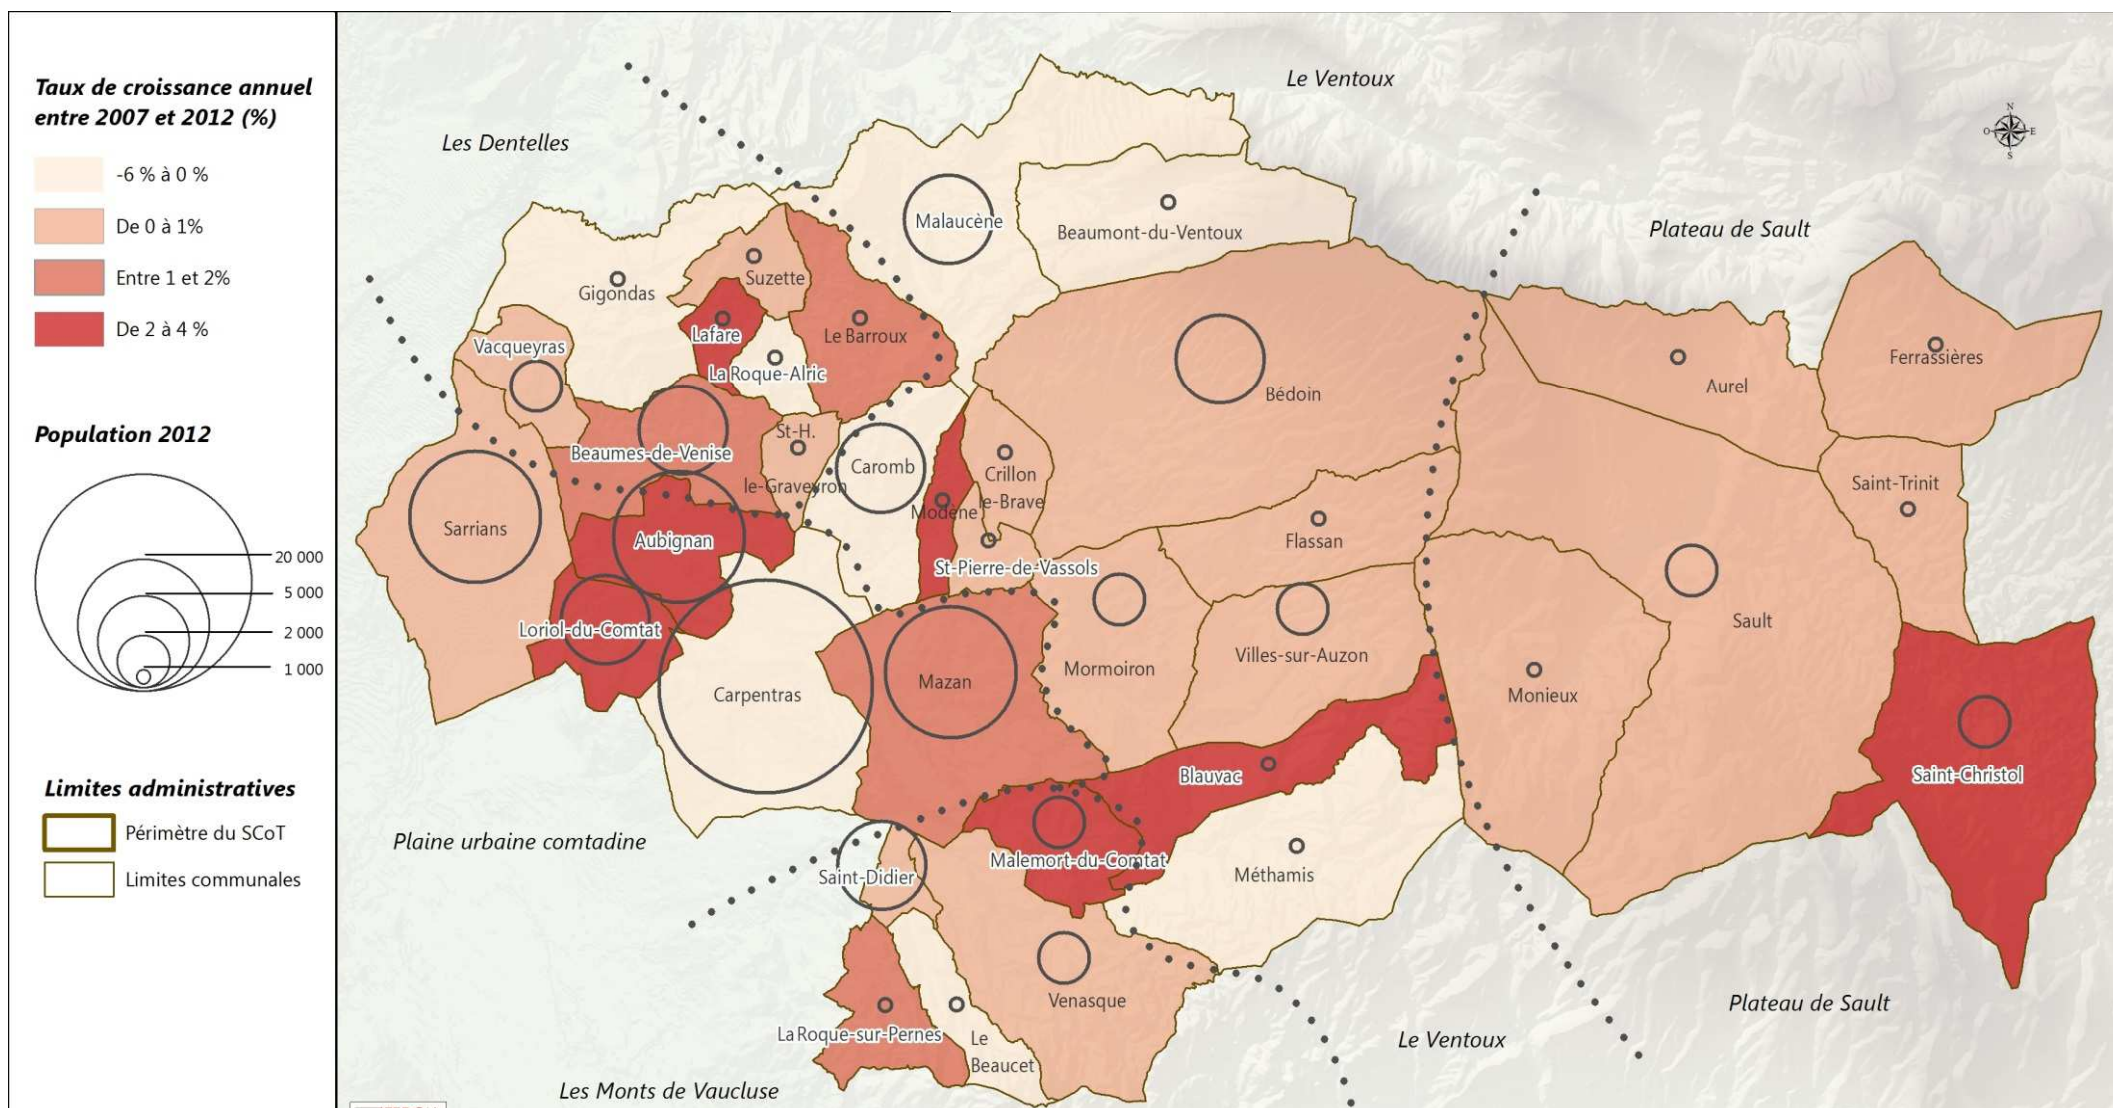 Taux de croissance annuel
entre 2007 et 2012 (%)
-6 % à 0 %
De 0 à 1%
Entre 1 et 2%
De 2 à 4 %
Population 2012
20 000
5 000
2 000
1 000
Limites administratives
Périmètre du SCoT
Limites communales
Le Ventoux
Les Dentelles
Plateau de Sault
N
O
E
S
Malaucène
Beaumont-du-Ventoux
Suzette
Gigondas
Lafare
Le Barroux
Vacqueyras
La Roque-Alric
Ferrassières
Aurel
Bédoin
St-H.
le-Graveyron
Beaumes-de-Venise
Caromb
Crillon
le-Brave
Modène
Saint-Trinit
Sarrians
Aubignan
Flassan
St-Pierre-de-Vassols
Loriol-du-Comtat
Sault
Villes-sur-Auzon
Mormoiron
Mazan
Carpentras
Monieux
Blauvac
Saint-Christol
Plaine urbaine comtadine
Malemort-du-Comtat
Saint-Didier
Méthamis
Venasque
La Roque-sur-Pernes
Le
Beaucet
Plateau de Sault
Le Ventoux
Les Monts de Vaucluse